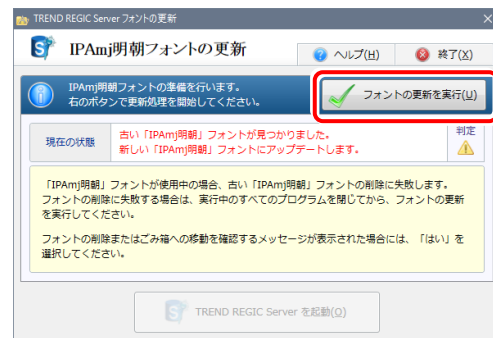 TREND REGIC Server フォントの更新
IPAmj明朝フォントの更新
ヘルプ(H)
終了(X)
IPAmj明朝フォントの準備を行います。
右のボタンで更新処理を開始してください。
フォントの更新を実行(U)
現在の状態
古い「IPAmj明朝」フォントが見つかりました。
新しい「IPAmj明朝」フォントにアップデートします。
判定
「IPAmj明朝」フォントが使用中の場合、古い「IPAmj明朝」フォントの削除に失敗します。
フォントの削除に失敗する場合は、実行中のすべてのプログラムを閉じてから、フォントの更新
を実行してください。
フォントの削除またはごみ箱への移動を確認するメッセージが表示された場合には、「はい」を
選択してください。
TREND REGIC Server を起動(O)